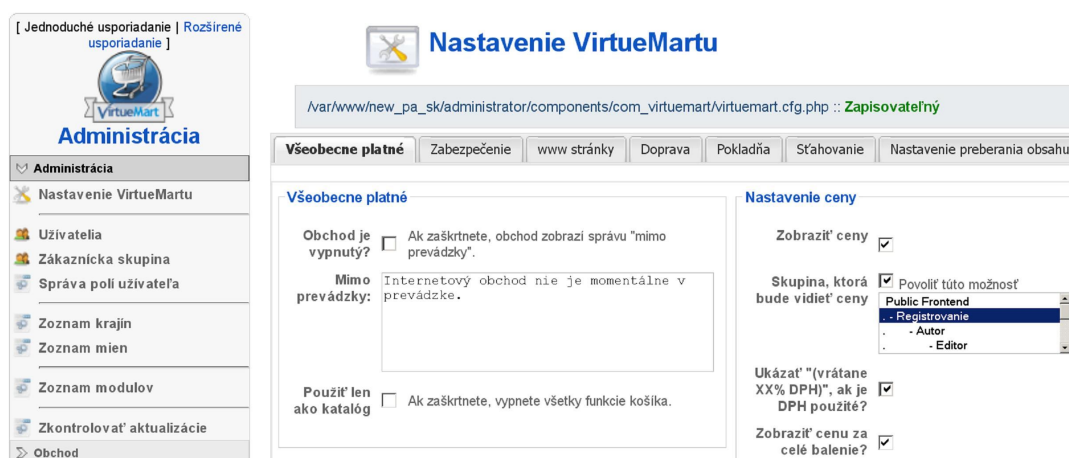 [ Jednoduché usporiadanie | Rozšírené
usporiadanie ]
VirtueMart
Administrácia
Administrácia
Nastavenie VirtueMartu
Užívatelia
Zákaznícka skupina
Správa polí užívateľa
Zoznam krajín
Zoznam mien
Zoznam modulov
Zkontrolovať aktualizácie
Obchod
Nastavenie VirtueMartu
/var/www/new_pa_sk/administrator/components/com_virtuemart/virtuemart.cfg.php :: Zapisovateľný
Všeobecne platné Zabezpečenie www stránky Doprava Pokladňa Sťahovanie Nastavenie preberania obsahu
Všeobecne platné
Obchod je
vypnutý?
Ak zaškrtnete, obchod zobrazí správu "mimo
prevádzky".
Mimo
prevádzky:
Internetový obchod nie je momentálne v
prevádzke.
Použiť len
ako katalóg
Ak zaškrtnete, vypnete všetky funkcie košíka.
Nastavenie ceny
Zobraziť ceny
Skupina, ktorá
bude vidieť ceny
Povoliť túto možnosť
Public Frontend
. - Registrovanie
. - Autor
. - Editor
Ukázať "(vrátane
XX% DPH)", ak je
DPH použité?
Zobraziť cenu za
celé balenie?